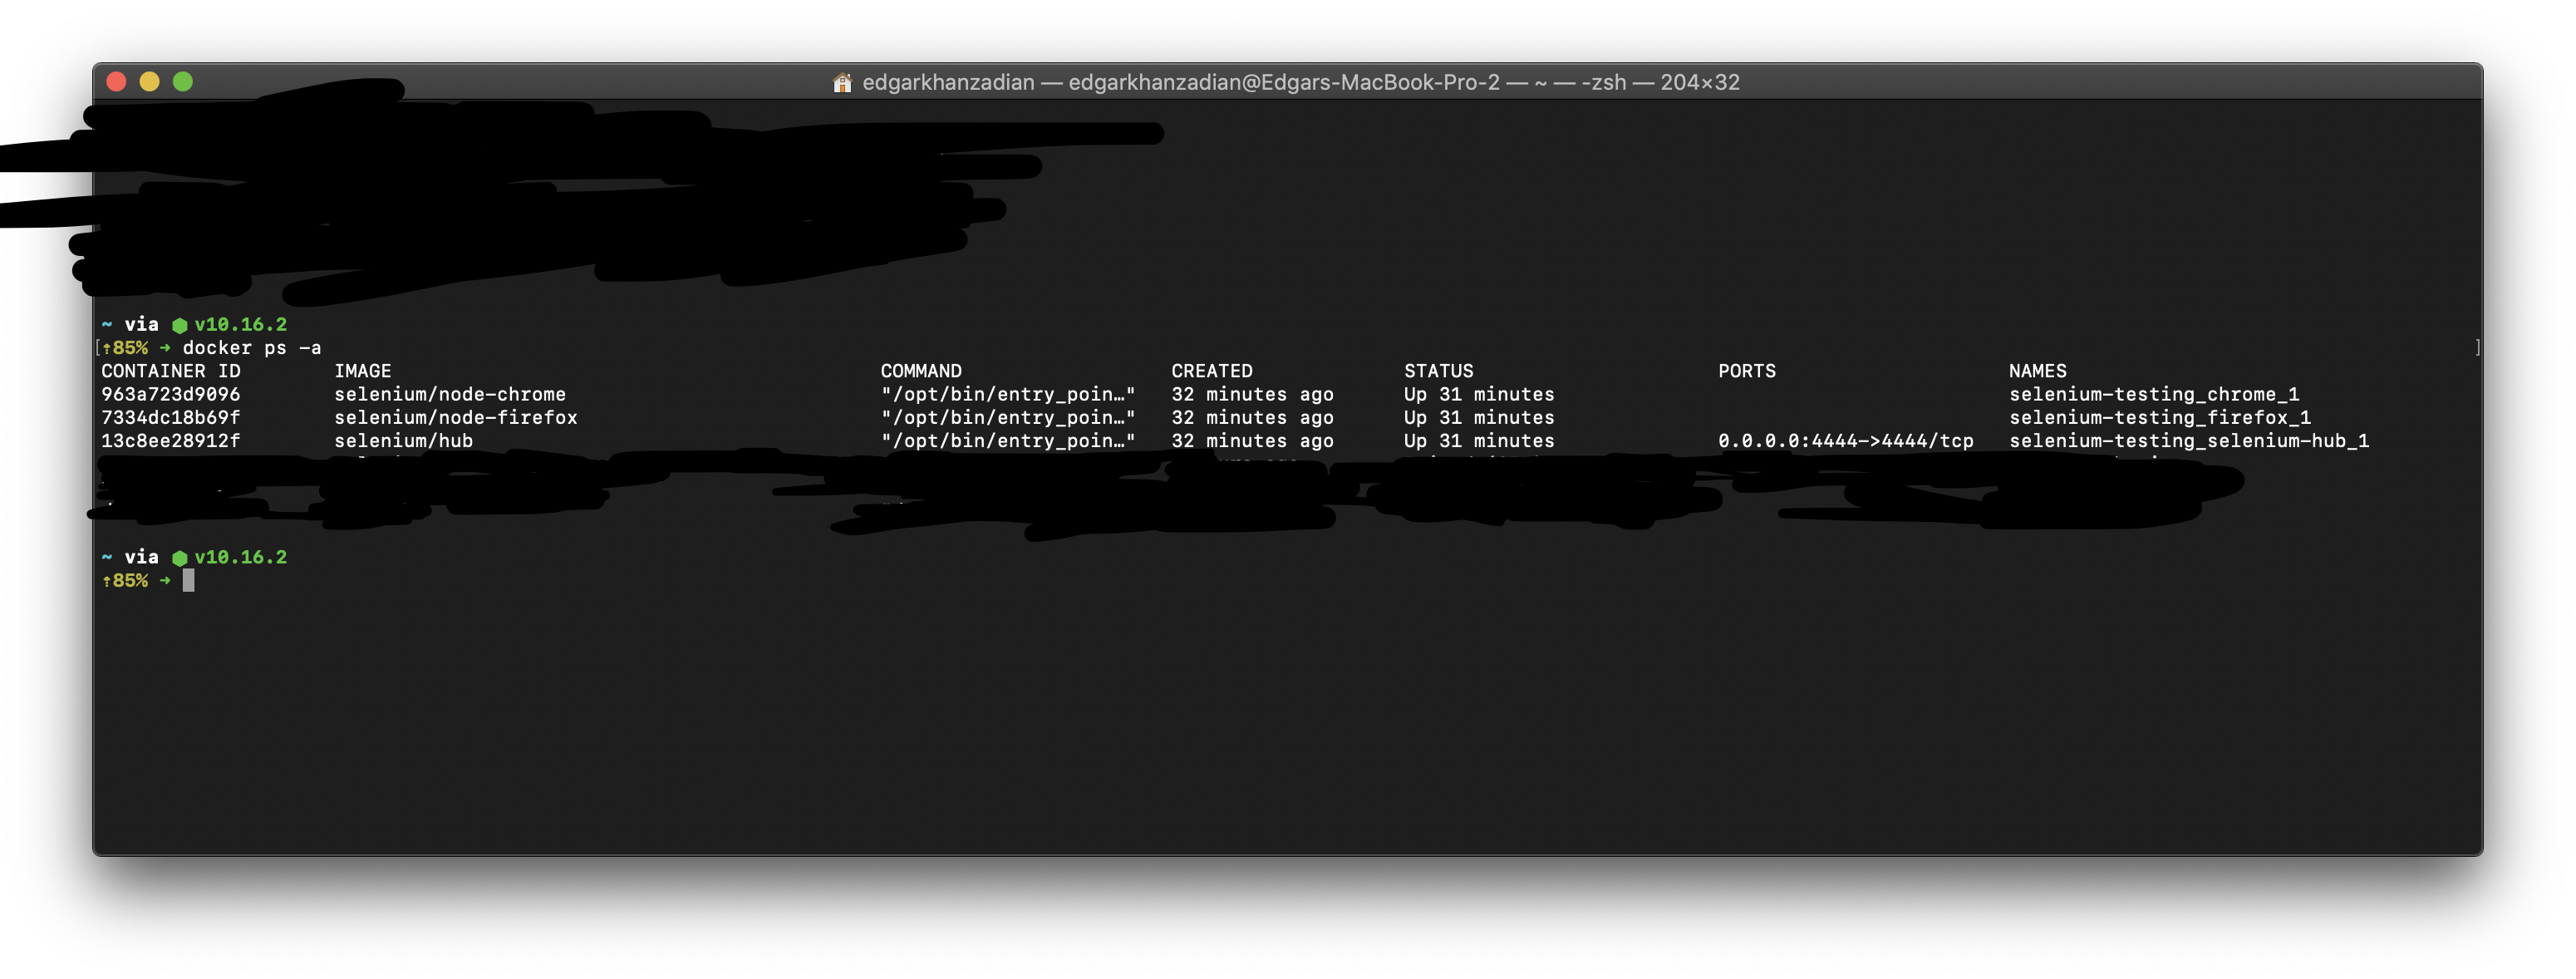 edgarkhanzadian — edgarkhanzadian@Edgars-MacBook-Pro-2 — ~ — -zsh — 204×32
~ via ⬢ v10.16.2
[⇡85% ➜ docker ps -a ]
CONTAINER ID IMAGE COMMAND CREATED STATUS PORTS NAMES
963a723d9096 selenium/node-chrome "/opt/bin/entry_poin…" 32 minutes ago Up 31 minutes selenium-testing_chrome_1
7334dc18b69f selenium/node-firefox "/opt/bin/entry_poin…" 32 minutes ago Up 31 minutes selenium-testing_firefox_1
13c8ee28912f selenium/hub "/opt/bin/entry_poin…" 32 minutes ago Up 31 minutes 0.0.0.0:4444->4444/tcp selenium-testing_selenium-hub_1
~ via ⬢ v10.16.2
⇡85% ➜